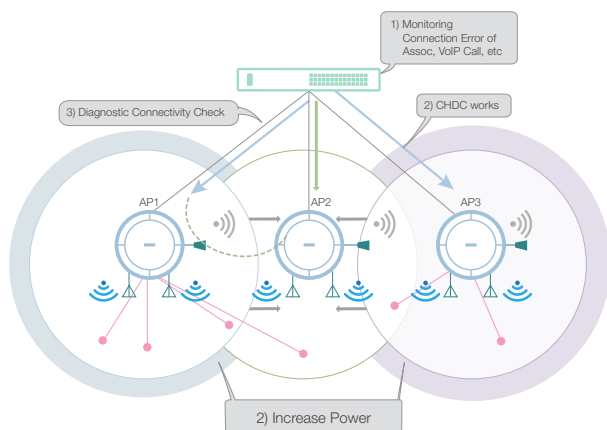 1) Monitoring
Connection Error of
Assoc, VoIP Call, etc
3) Diagnostic Connectivity Check
2) CHDC works
AP1
AP2
AP3
2) Increase Power